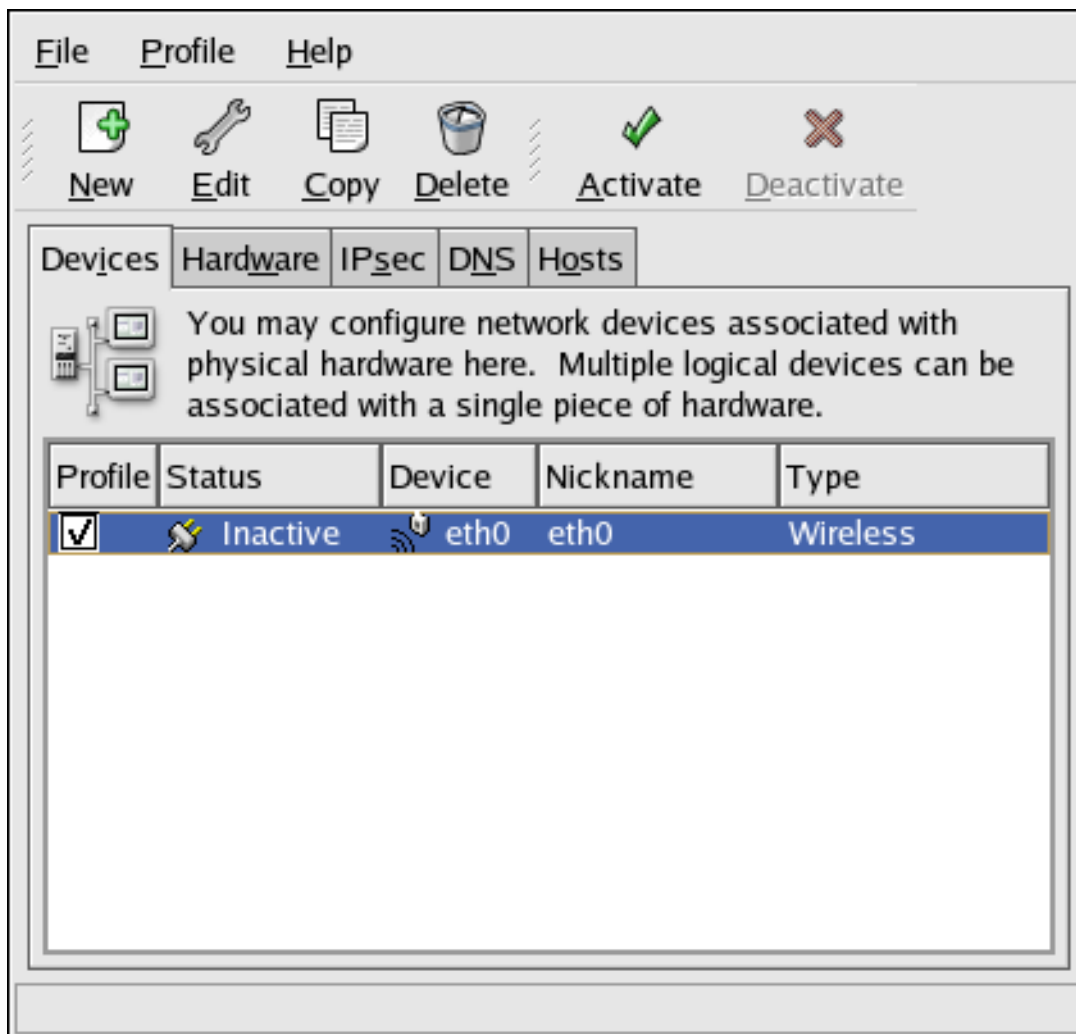 File Profile Help
New Edit Copy Delete Activate Deactivate
Devices Hardware IPsec DNS Hosts
You may configure network devices associated with
physical hardware here.  Multiple logical devices can be
associated with a single piece of hardware.
Profile Status Device Nickname Type
Inactive eth0 eth0 Wireless